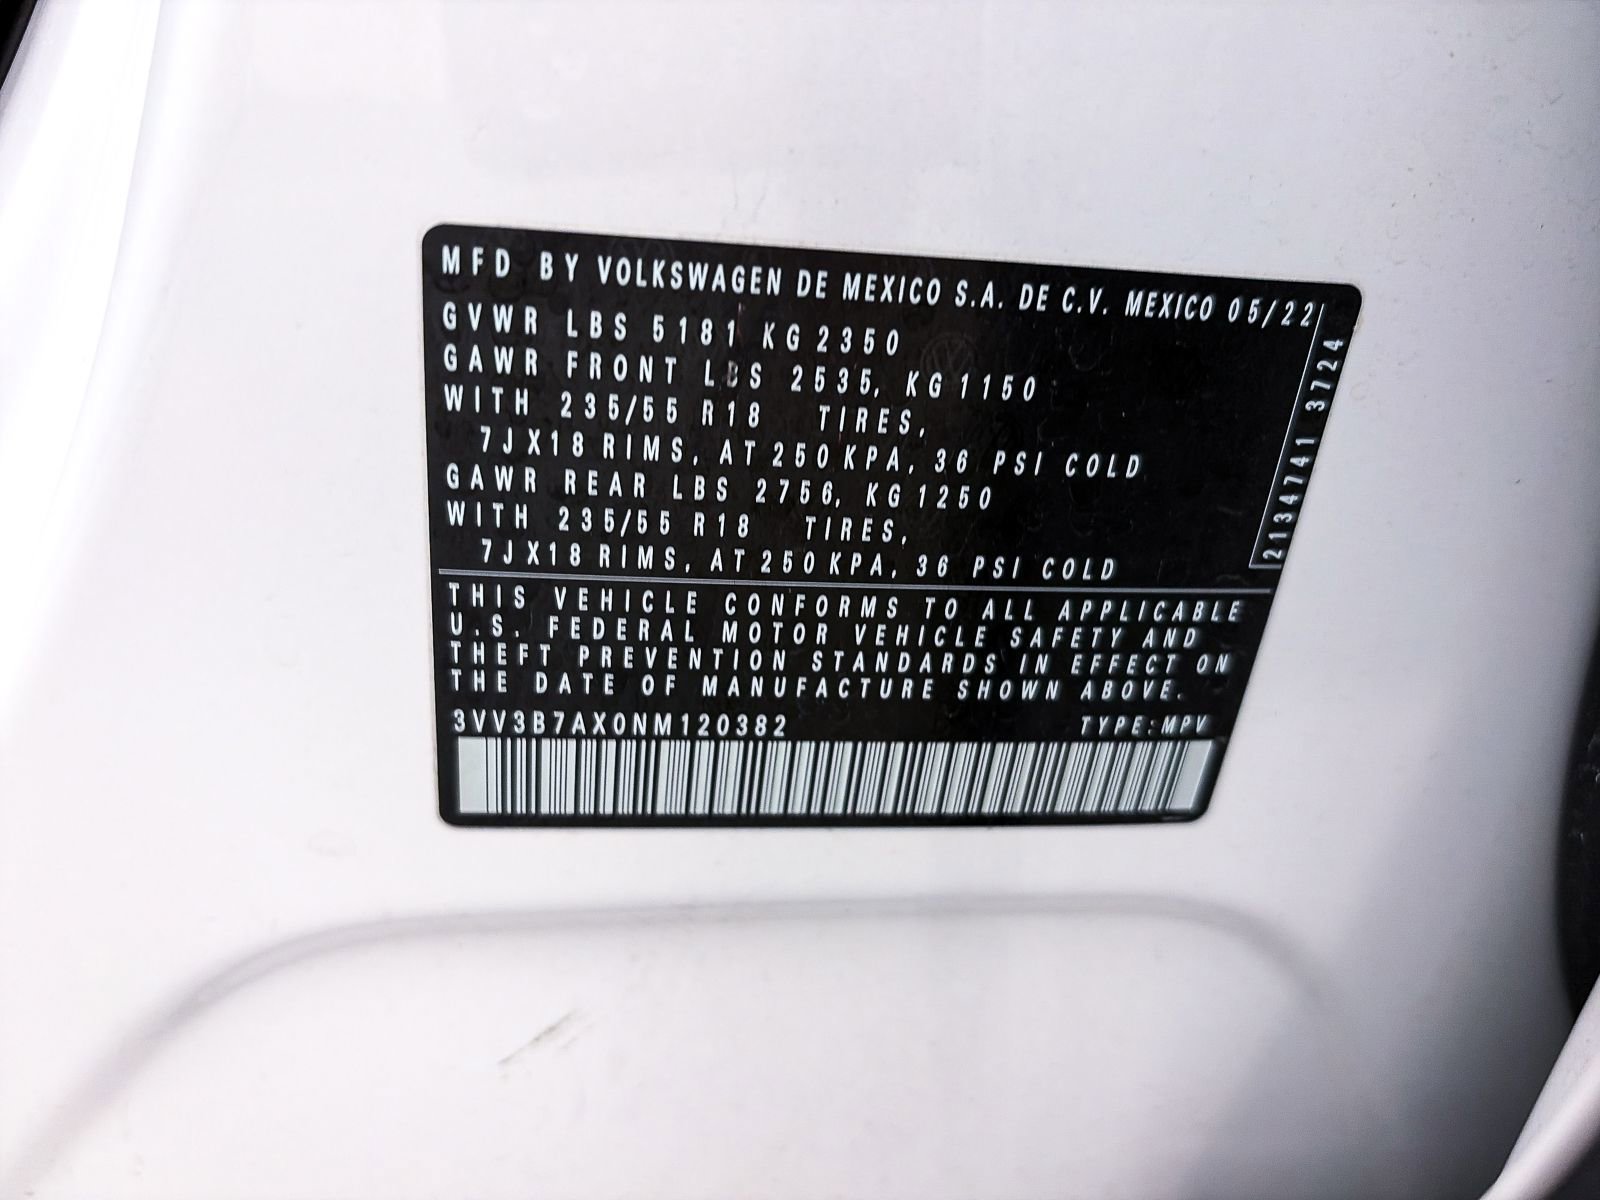 MFD BY VOLKSWAGEN DE MEXICO S.A. DE C.V. MEXICO 05/22
GVWR LBS 5181 KG 2350
GAWR FRONT LBS 2535, KG 1150
WITH 235/55 R18 TIRES,
7JX18 RIMS, AT 250 KPA, 36 PSI COLD
GAWR REAR LBS 2756, KG 1250
WITH 235/55 R18 TIRES,
7JX18 RIMS, AT 250 KPA, 36 PSI COLD
2134741 3724
THIS VEHICLE CONFORMS TO ALL APPLICABLE
U.S. FEDERAL MOTOR VEHICLE SAFETY AND
THEFT PREVENTION STANDARDS IN EFFECT ON
THE DATE OF MANUFACTURE SHOWN ABOVE.
3VV3B7AX0NM120382 TYPE:MPV